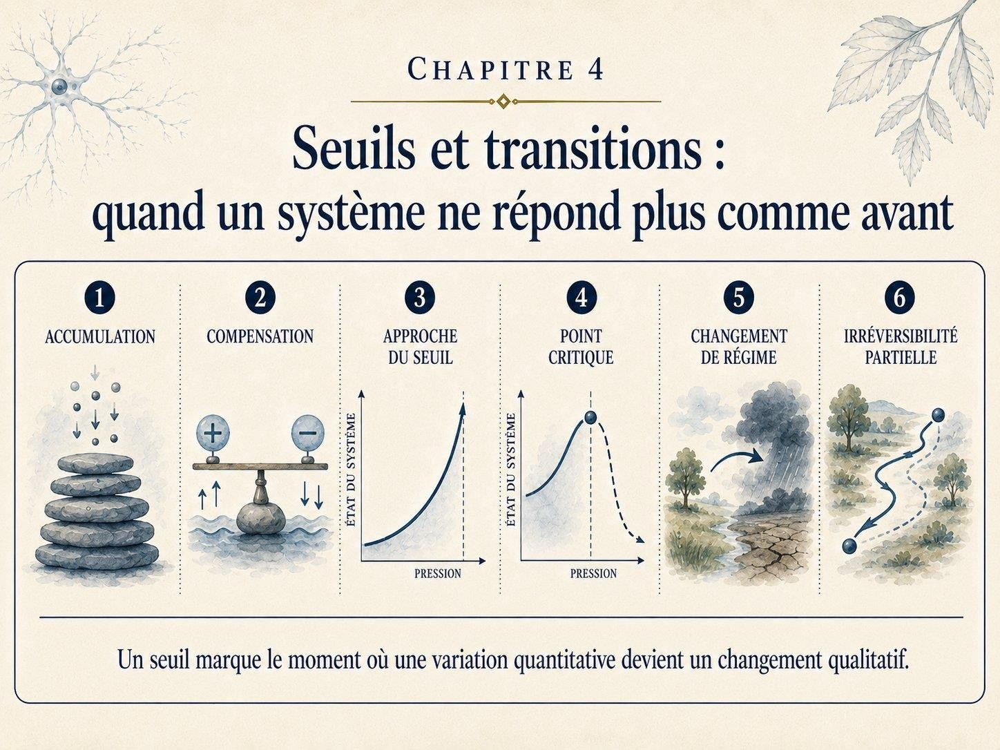 CHAPITRE 4
Seuils et transitions :
quand un système ne répond plus comme avant
1
ACCUMULATION
2
COMPENSATION
+
−
3
APPROCHE
DU SEUIL
ÉTAT DU SYSTÈME
PRESSION
4
POINT
CRITIQUE
ÉTAT DU SYSTÈME
PRESSION
5
CHANGEMENT
DE RÉGIME
6
IRRÉVERSIBILITÉ
PARTIELLE
Un seuil marque le moment où une variation quantitative devient un changement qualitatif.